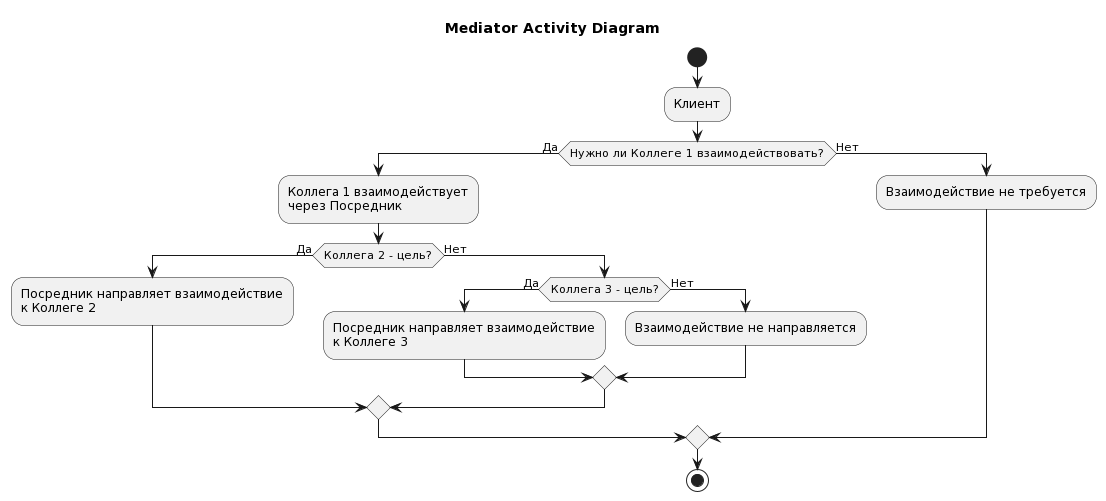 Mediator Activity Diagram
Клиент
Нужно ли Коллеге 1 взаимодействовать?
Да
Нет
Коллега 1 взаимодействует
через Посредник
Взаимодействие не требуется
Коллега 2 - цель?
Да
Нет
Посредник направляет взаимодействие
к Коллеге 2
Коллега 3 - цель?
Да
Нет
Посредник направляет взаимодействие
к Коллеге 3
Взаимодействие не направляется